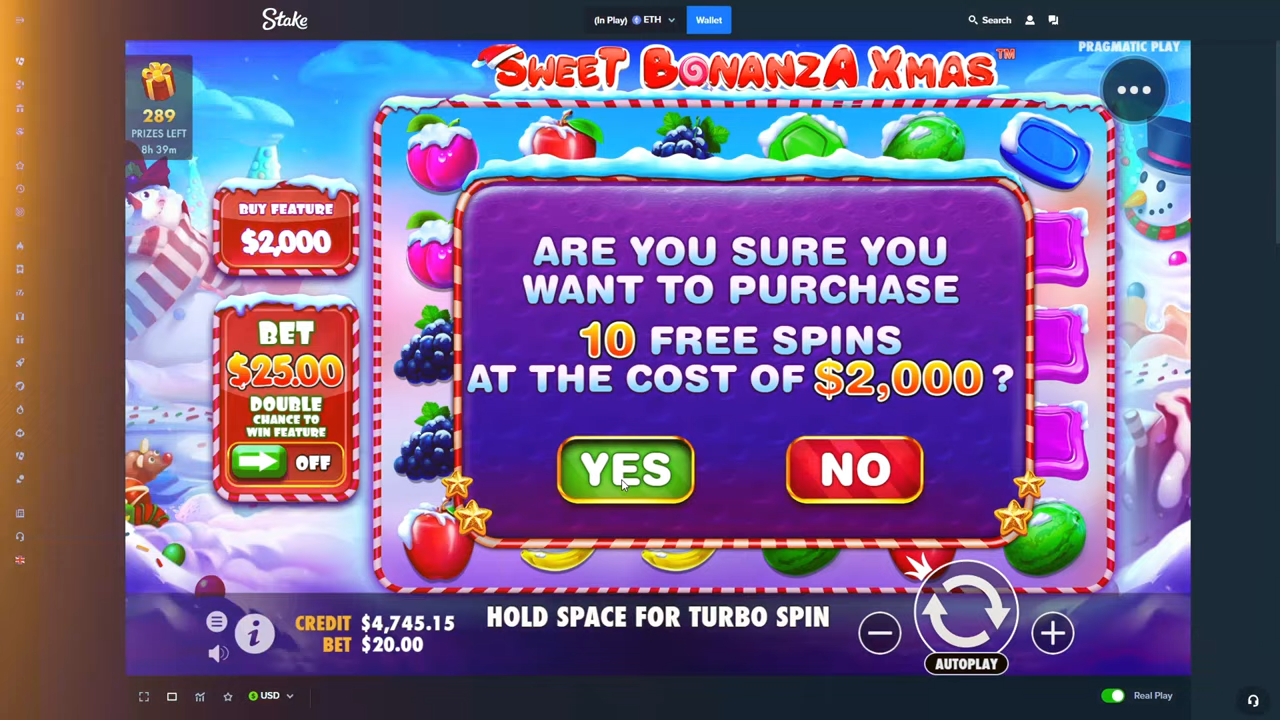 Stake
(In Play) ETH
Wallet
Search
PRAGMATIC PLAY
SWEET BONANZA XMAS™
289
PRIZES LEFT
8h 39m
BUY FEATURE
$2,000
BET
$25.00
DOUBLE
CHANCE TO
WIN FEATURE
OFF
ARE YOU SURE YOU
WANT TO PURCHASE
10 FREE SPINS
AT THE COST OF $2,000 ?
YES
NO
CREDIT $4,745.15
BET $20.00
HOLD SPACE FOR TURBO SPIN
AUTOPLAY
USD
Real Play